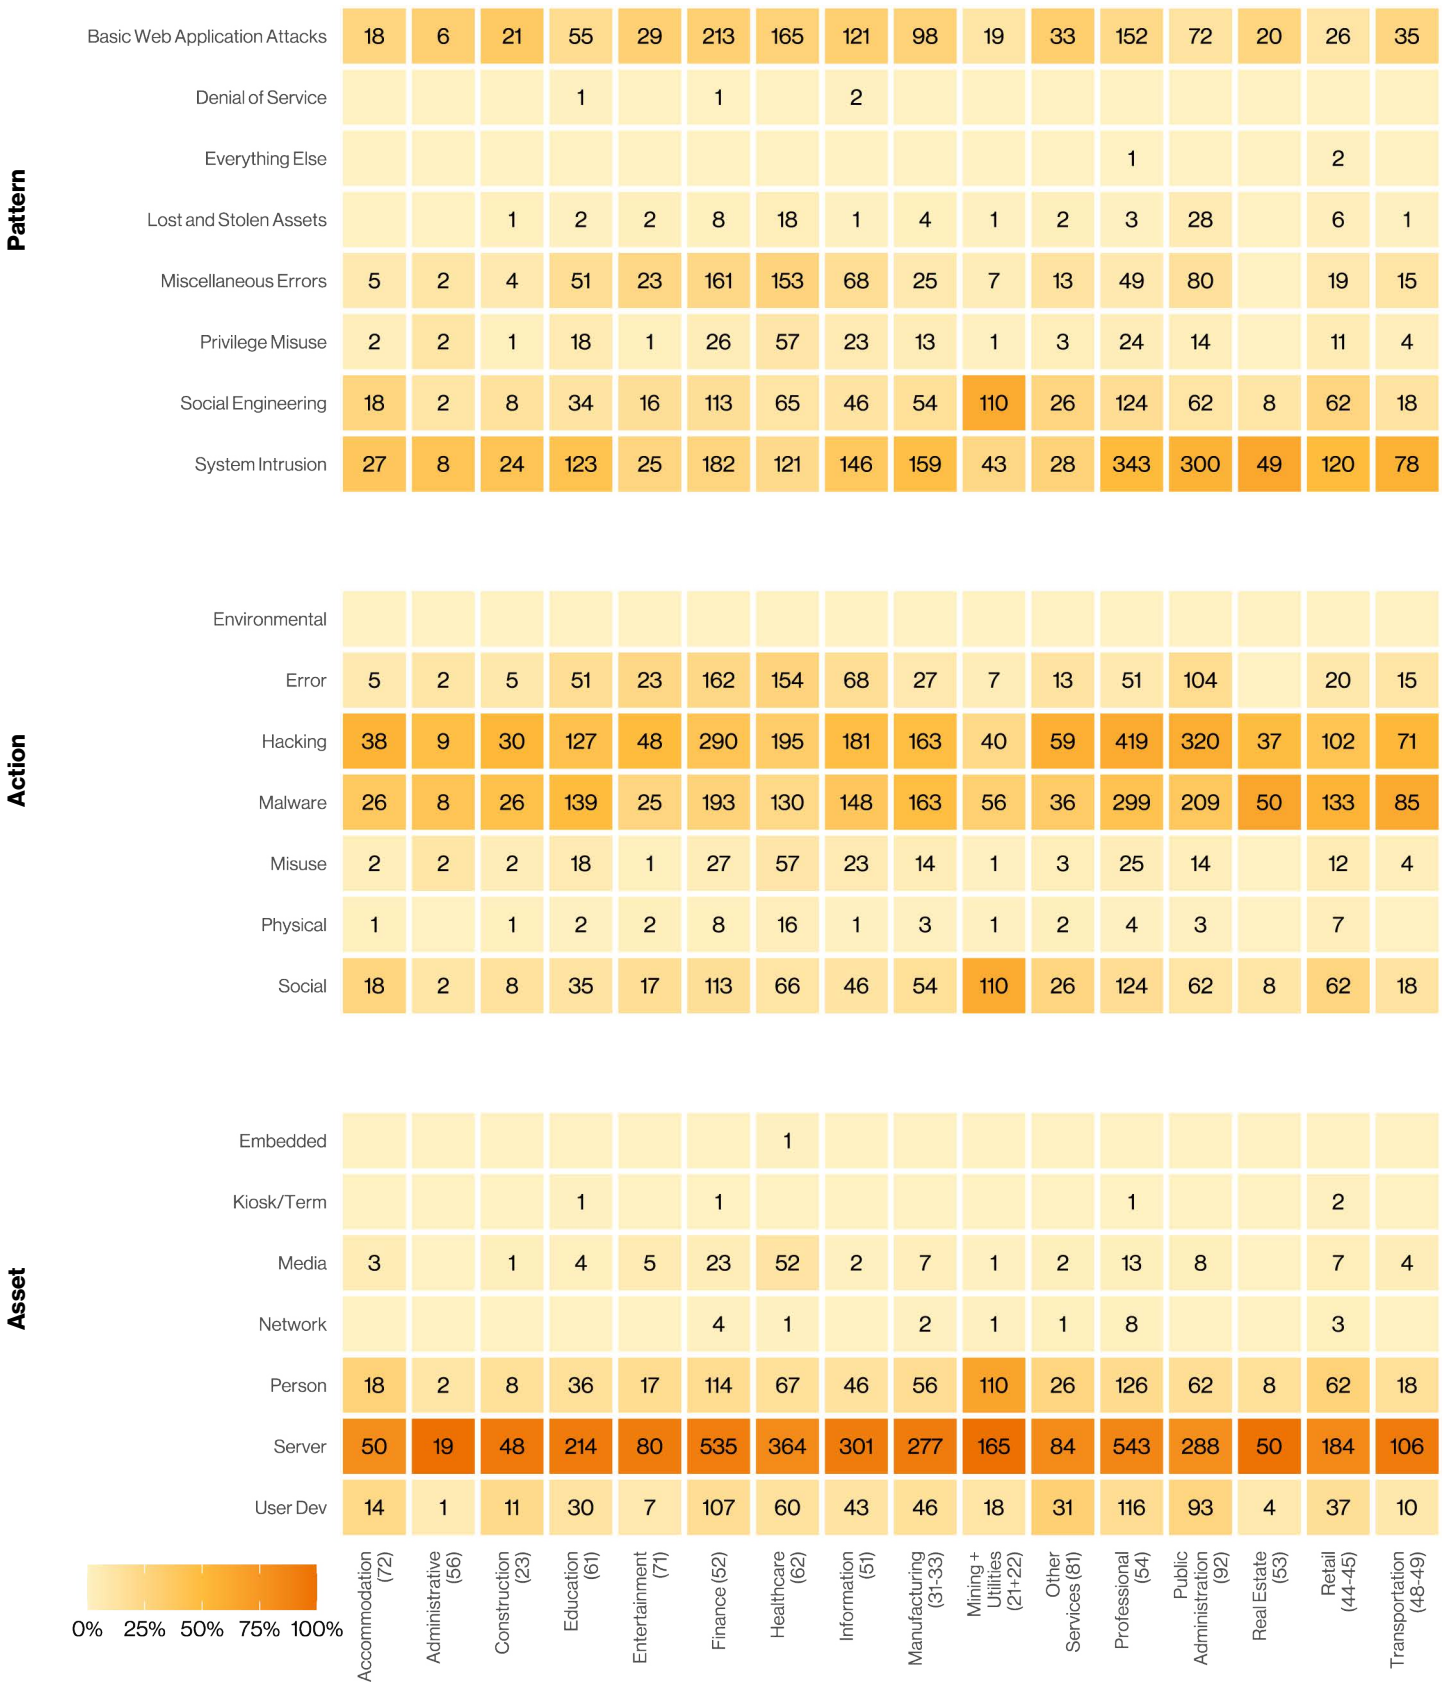 Pattern
Basic Web Application Attacks 18 6 21 55 29 213 165 121 98 19 33 152 72 20 26 35
Denial of Service 1 1 2
Everything Else 1 2
Lost and Stolen Assets 1 2 2 8 18 1 4 1 2 3 28 6 1
Miscellaneous Errors 5 2 4 51 23 161 153 68 25 7 13 49 80 19 15
Privilege Misuse 2 2 1 18 1 26 57 23 13 1 3 24 14 11 4
Social Engineering 18 2 8 34 16 113 65 46 54 110 26 124 62 8 62 18
System Intrusion 27 8 24 123 25 182 121 146 159 43 28 343 300 49 120 78
Action
Environmental
Error 5 2 5 51 23 162 154 68 27 7 13 51 104 20 15
Hacking 38 9 30 127 48 290 195 181 163 40 59 419 320 37 102 71
Malware 26 8 26 139 25 193 130 148 163 56 36 299 209 50 133 85
Misuse 2 2 2 18 1 27 57 23 14 1 3 25 14 12 4
Physical 1 1 2 2 8 16 1 3 1 2 4 3 7
Social 18 2 8 35 17 113 66 46 54 110 26 124 62 8 62 18
Asset
Embedded 1
Kiosk/Term 1 1 1 2
Media 3 1 4 5 23 52 2 7 1 2 13 8 7 4
Network 4 1 2 1 1 8 3
Person 18 2 8 36 17 114 67 46 56 110 26 126 62 8 62 18
Server 50 19 48 214 80 535 364 301 277 165 84 543 288 50 184 106
User Dev 14 1 11 30 7 107 60 43 46 18 31 116 93 4 37 10
0% 25% 50% 75% 100%
Accommodation
(72)
Administrative
(56)
Construction
(23)
Education
(61)
Entertainment
(71)
Finance (52)
Healthcare
(62)
Information
(51)
Manufacturing
(31-33)
Mining +
Utilities
(21+22)
Other
Services (81)
Professional
(54)
Public
Administration
(92)
Real Estate
(53)
Retail
(44-45)
Transportation
(48-49)